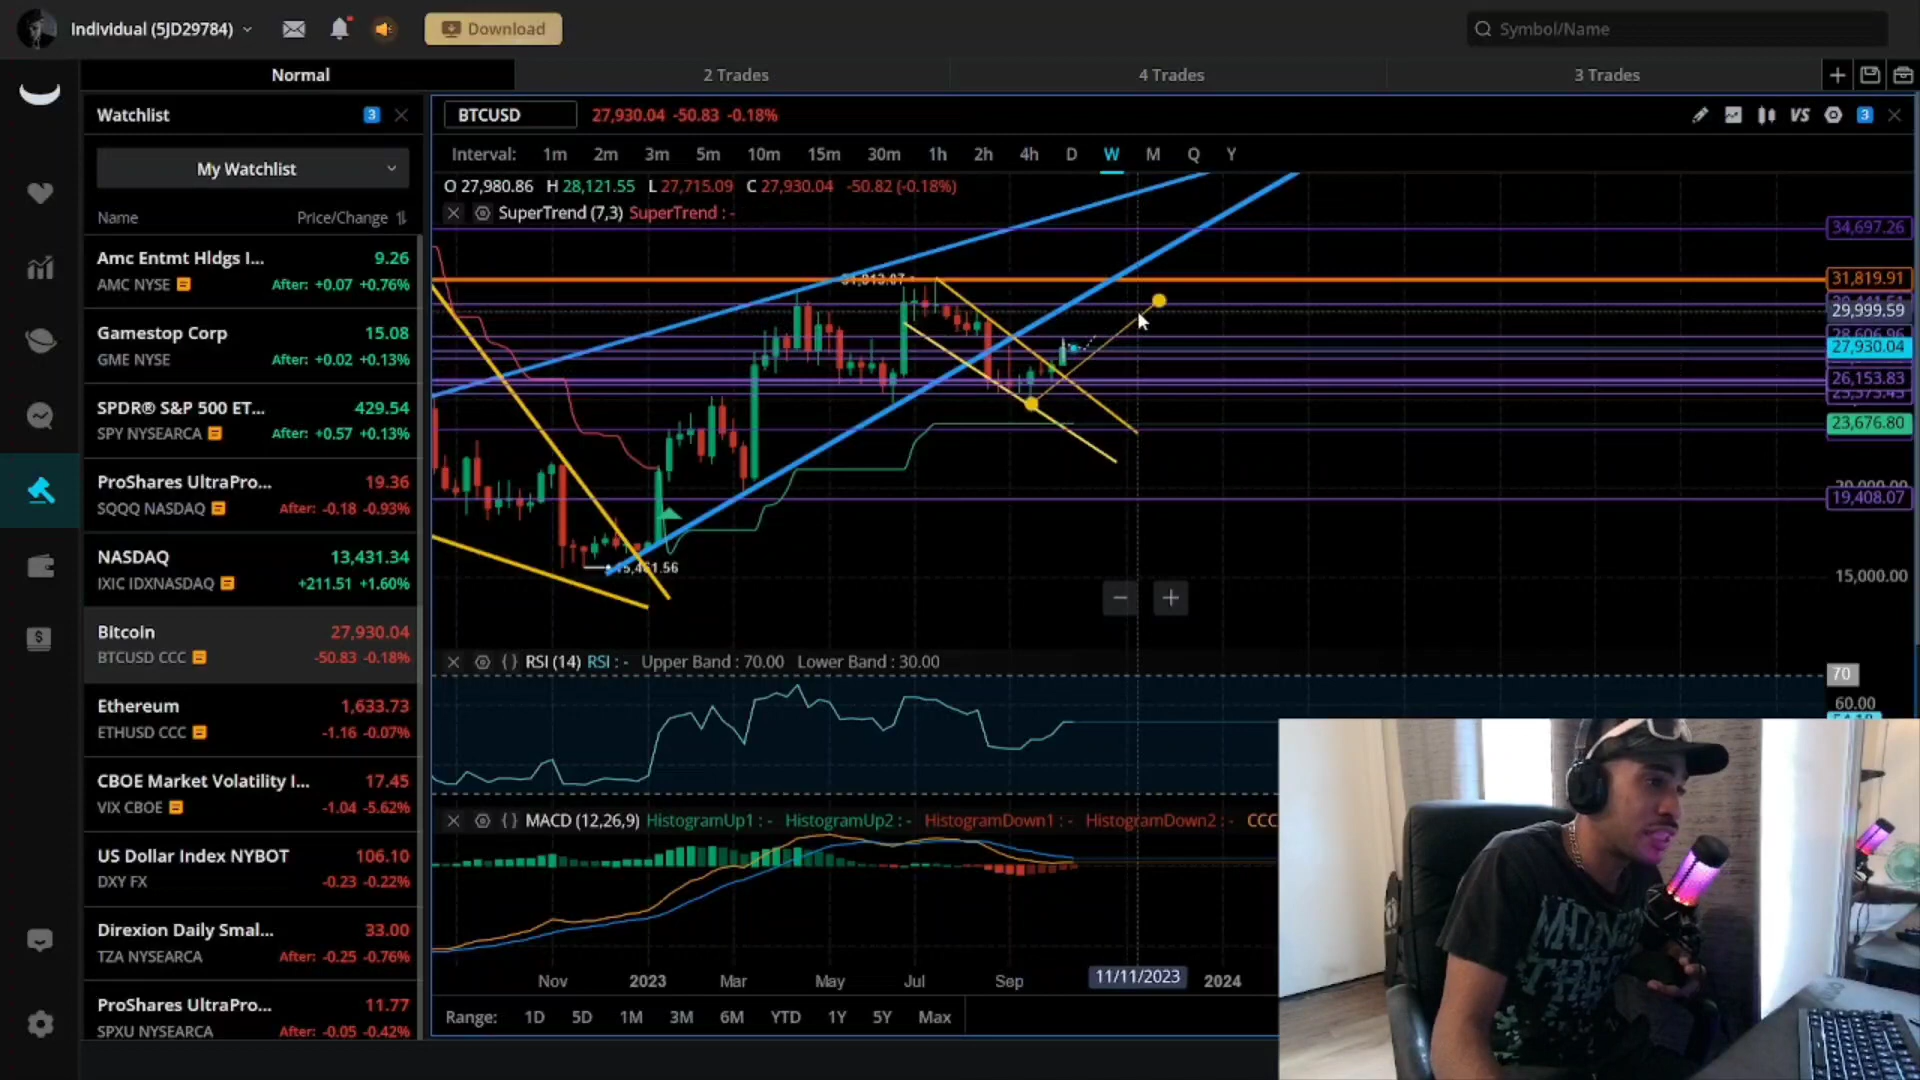 Individual (5JD29784)
Download
Symbol/Name
Normal
2 Trades
4 Trades
3 Trades
Watchlist
3
BTCUSD
27,930.04 -50.83 -0.18%
VS
3
My Watchlist
Interval: 1m 2m 3m 5m 10m 15m 30m 1h 2h 4h D W M Q Y
O 27,980.86 H 28,121.55 L 27,715.09 C 27,930.04 -50.82 (-0.18%)
Name Price/Change
SuperTrend (7,3) SuperTrend : -
Amc Entmt Hldgs I... 9.26
AMC NYSE After: +0.07 +0.76%
Gamestop Corp 15.08
GME NYSE After: +0.02 +0.13%
SPDR® S&P 500 ET... 429.54
SPY NYSEARCA After: +0.57 +0.13%
ProShares UltraPro... 19.36
SQQQ NASDAQ After: -0.18 -0.93%
NASDAQ 13,431.34
IXIC IDXNASDAQ +211.51 +1.60%
Bitcoin 27,930.04
BTCUSD CCC -50.83 -0.18%
Ethereum 1,633.73
ETHUSD CCC -1.16 -0.07%
CBOE Market Volatility I... 17.45
VIX CBOE -1.04 -5.62%
US Dollar Index NYBOT 106.10
DXY FX -0.23 -0.22%
Direxion Daily Smal... 33.00
TZA NYSEARCA After: -0.25 -0.76%
ProShares UltraPro... 11.77
SPXU NYSEARCA After: -0.05 -0.42%
34,697.26
31,819.91
29,999.59
28,606.96
27,930.04
26,153.83
23,676.80
19,408.07
15,000.00
RSI (14) RSI : - Upper Band : 70.00 Lower Band : 30.00
70
60.00
MACD (12,26,9) HistogramUp1 : - HistogramUp2 : - HistogramDown1 : - HistogramDown2 : - CCC
Nov 2023 Mar May Jul Sep 11/11/2023 2024
Range: 1D 5D 1M 3M 6M YTD 1Y 5Y Max